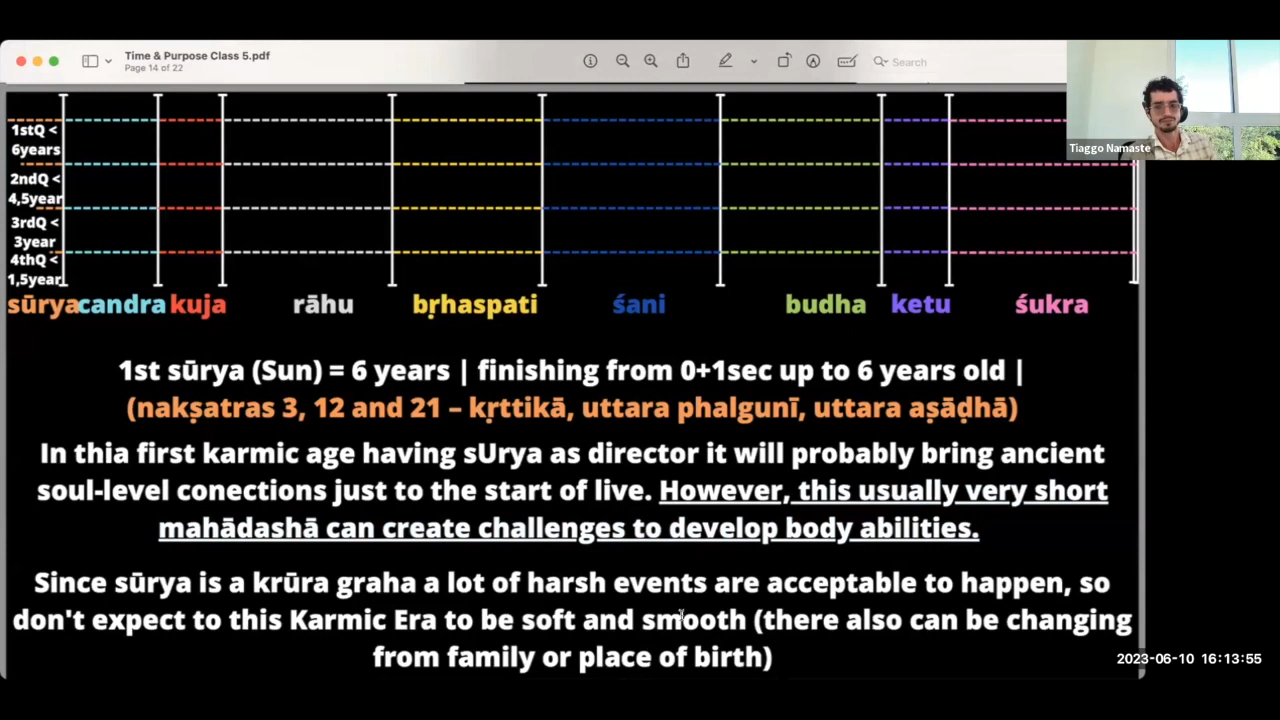 Time & Purpose Class 5.pdf
Page 14 of 22
Search
Tiaggo Namaste
1stQ <
6years
2ndQ <
4,5year
3rdQ <
3year
4thQ <
1,5year
sūrya candra kuja rāhu bṛhaspati śani budha ketu śukra
1st sūrya (Sun) = 6 years | finishing from 0+1sec up to 6 years old |
(nakṣatras 3, 12 and 21 – kṛttikā, uttara phalgunī, uttara aṣāḍhā)
In thia first karmic age having sUrya as director it will probably bring ancient
soul-level conections just to the start of live. However, this usually very short
mahādashā can create challenges to develop body abilities.
Since sūrya is a krūra graha a lot of harsh events are acceptable to happen, so
don't expect to this Karmic Era to be soft and smooth (there also can be changing
from family or place of birth)
2023-06-10 16:13:55